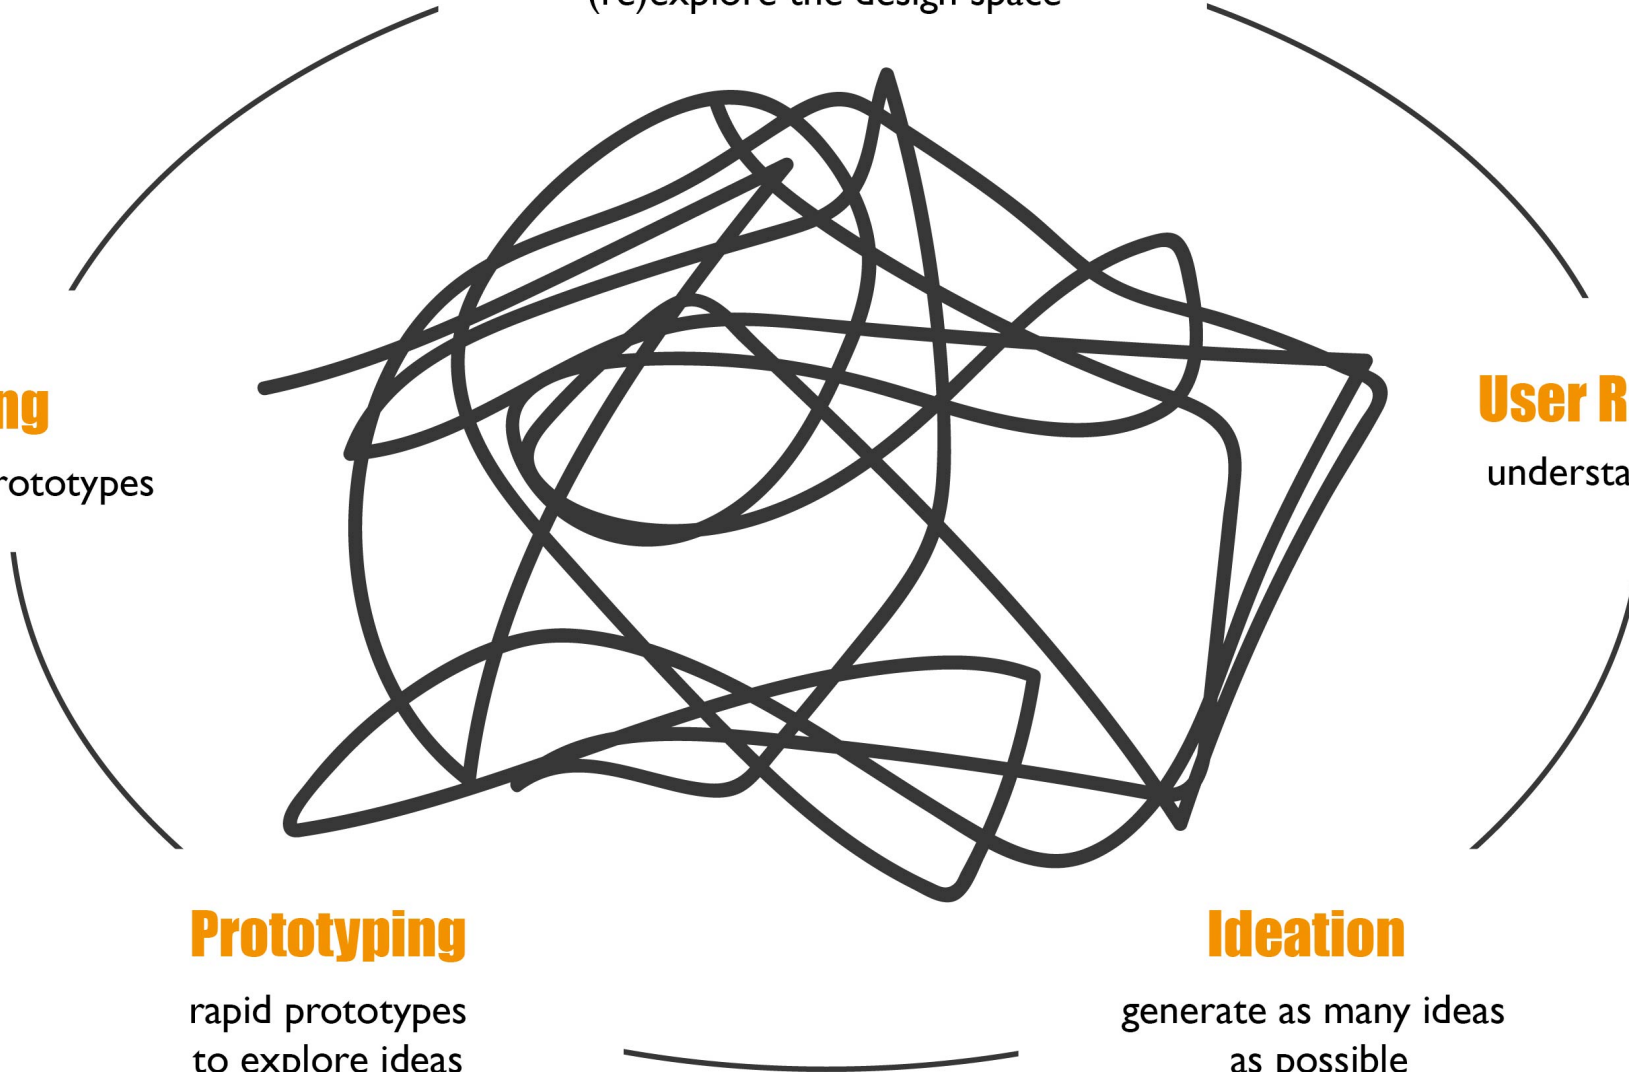 (re)explore the design space
ng
rototypes
User R
understa
Prototyping
rapid prototypes
to explore ideas
Ideation
generate as many ideas
as possible